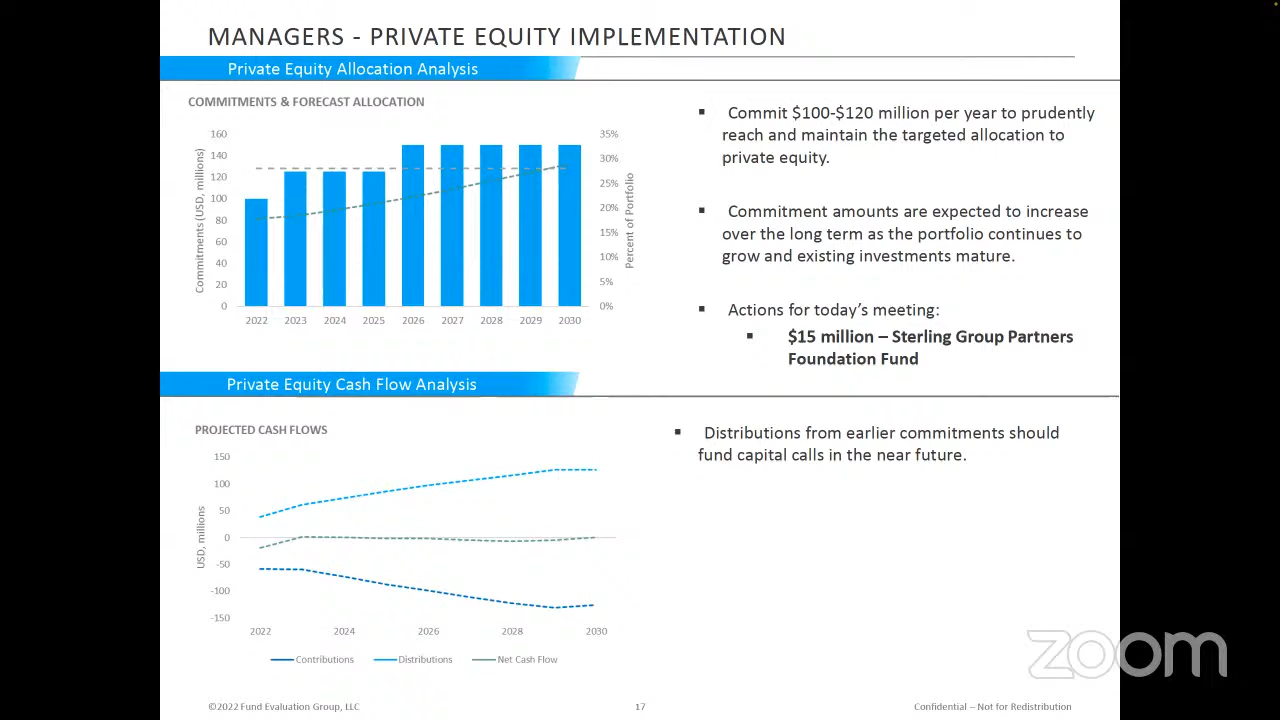 MANAGERS - PRIVATE EQUITY IMPLEMENTATION
Private Equity Allocation Analysis
COMMITMENTS & FORECAST ALLOCATION
Commitments (USD, millions)
160
140
120
100
80
60
40
20
0
35%
30%
25%
20%
15%
10%
5%
0%
Percent of Portfolio
2022 2023 2024 2025 2026 2027 2028 2029 2030
▪ Commit $100-$120 million per year to prudently
reach and maintain the targeted allocation to
private equity.
▪ Commitment amounts are expected to increase
over the long term as the portfolio continues to
grow and existing investments mature.
▪ Actions for today’s meeting:
▪ $15 million – Sterling Group Partners
Foundation Fund
Private Equity Cash Flow Analysis
PROJECTED CASH FLOWS
USD, millions
150
100
50
0
-50
-100
-150
2022 2024 2026 2028 2030
Contributions Distributions Net Cash Flow
▪ Distributions from earlier commitments should
fund capital calls in the near future.
zoom
©2022 Fund Evaluation Group, LLC
17
Confidential – Not for Redistribution